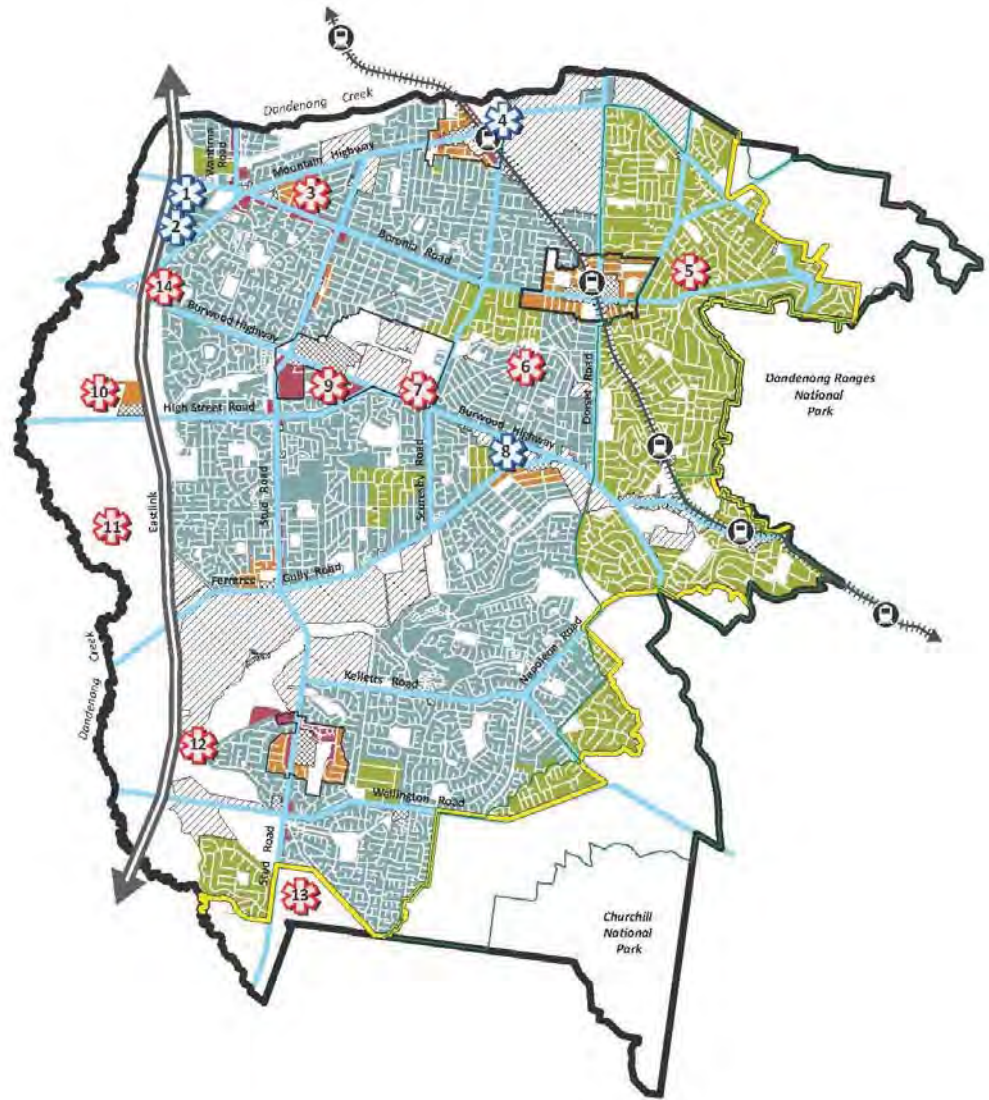 Dandenong Creek
4
Wantirna
Road
Mountain Highway
1
3
2
Boronia Road
5
14
Burwood Highway
6
Dorset Road
Dandenong Ranges
National
Park
10
9
7
High Street Road
Burwood Highway
8
Stud Road
Scoresby Road
Eastlink
11
Ferntree Gully Road
Dandenong Creek
Napoleon Road
Kelletts Road
12
Wellington Road
Stud Road
13
Churchill
National
Park